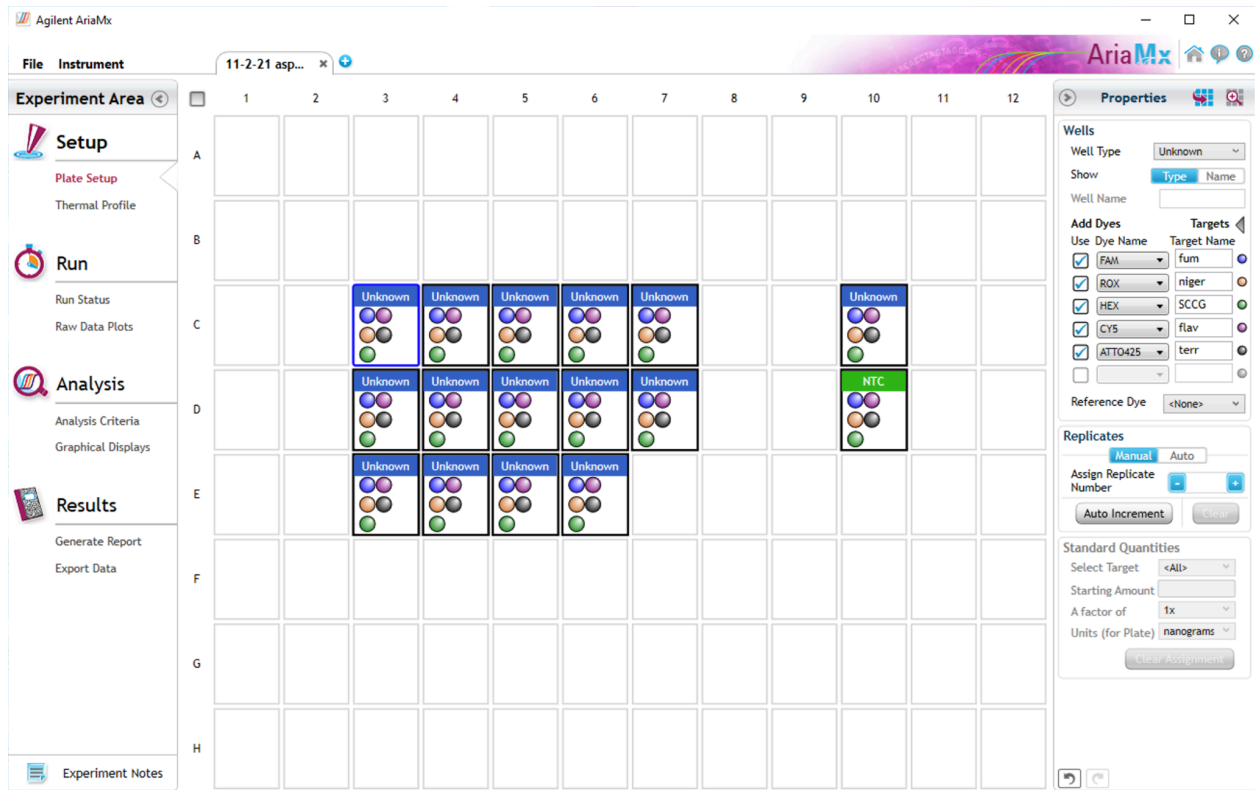 Agilent AriaMx
File Instrument
11-2-21 asp...
AriaMx
Experiment Area
Setup
Plate Setup
Thermal Profile
Run
Run Status
Raw Data Plots
Analysis
Analysis Criteria
Graphical Displays
Results
Generate Report
Export Data
Experiment Notes
1 2 3 4 5 6 7 8 9 10 11 12
A
B
C
Unknown Unknown Unknown Unknown Unknown Unknown
D
Unknown Unknown Unknown Unknown Unknown NTC
E
Unknown Unknown Unknown Unknown
F
G
H
Properties
Wells
Well Type Unknown
Show Type Name
Well Name
Add Dyes Targets
Use Dye Name Target Name
FAM fum
ROX niger
HEX SCCG
CY5 flav
ATTO425 terr
Reference Dye <None>
Replicates
Manual Auto
Assign Replicate
Number - +
Auto Increment Clear
Standard Quantities
Select Target <All>
Starting Amount
A factor of 1x
Units (for Plate) nanograms
Clear Assignment